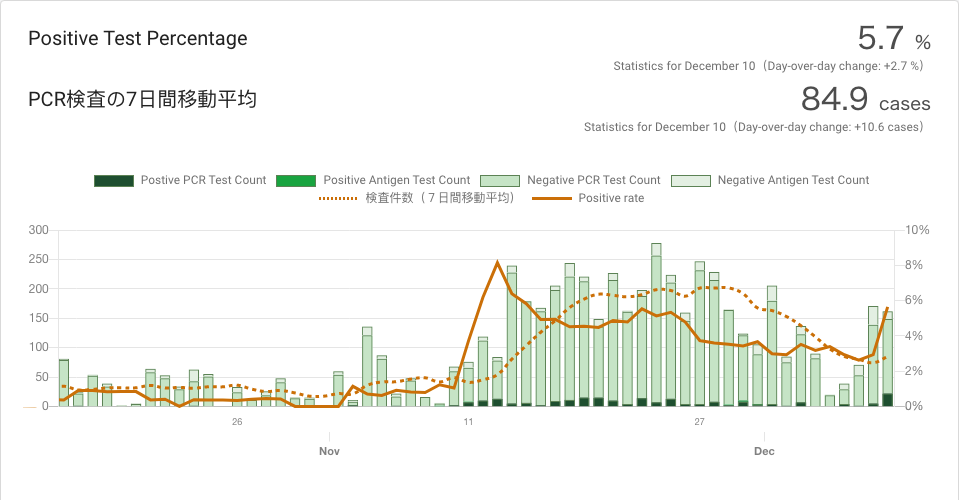 Positive Test Percentage
5.7 %
Statistics for December 10（Day-over-day change: +2.7 %）
PCR検査の7日間移動平均
84.9 cases
Statistics for December 10（Day-over-day change: +10.6 cases）
Postive PCR Test Count Positive Antigen Test Count Negative PCR Test Count Negative Antigen Test Count
検査件数（７日間移動平均） Positive rate
300 10%
250 8%
200 6%
150 4%
100 2%
50 0%
0
26 11 27
Nov Dec